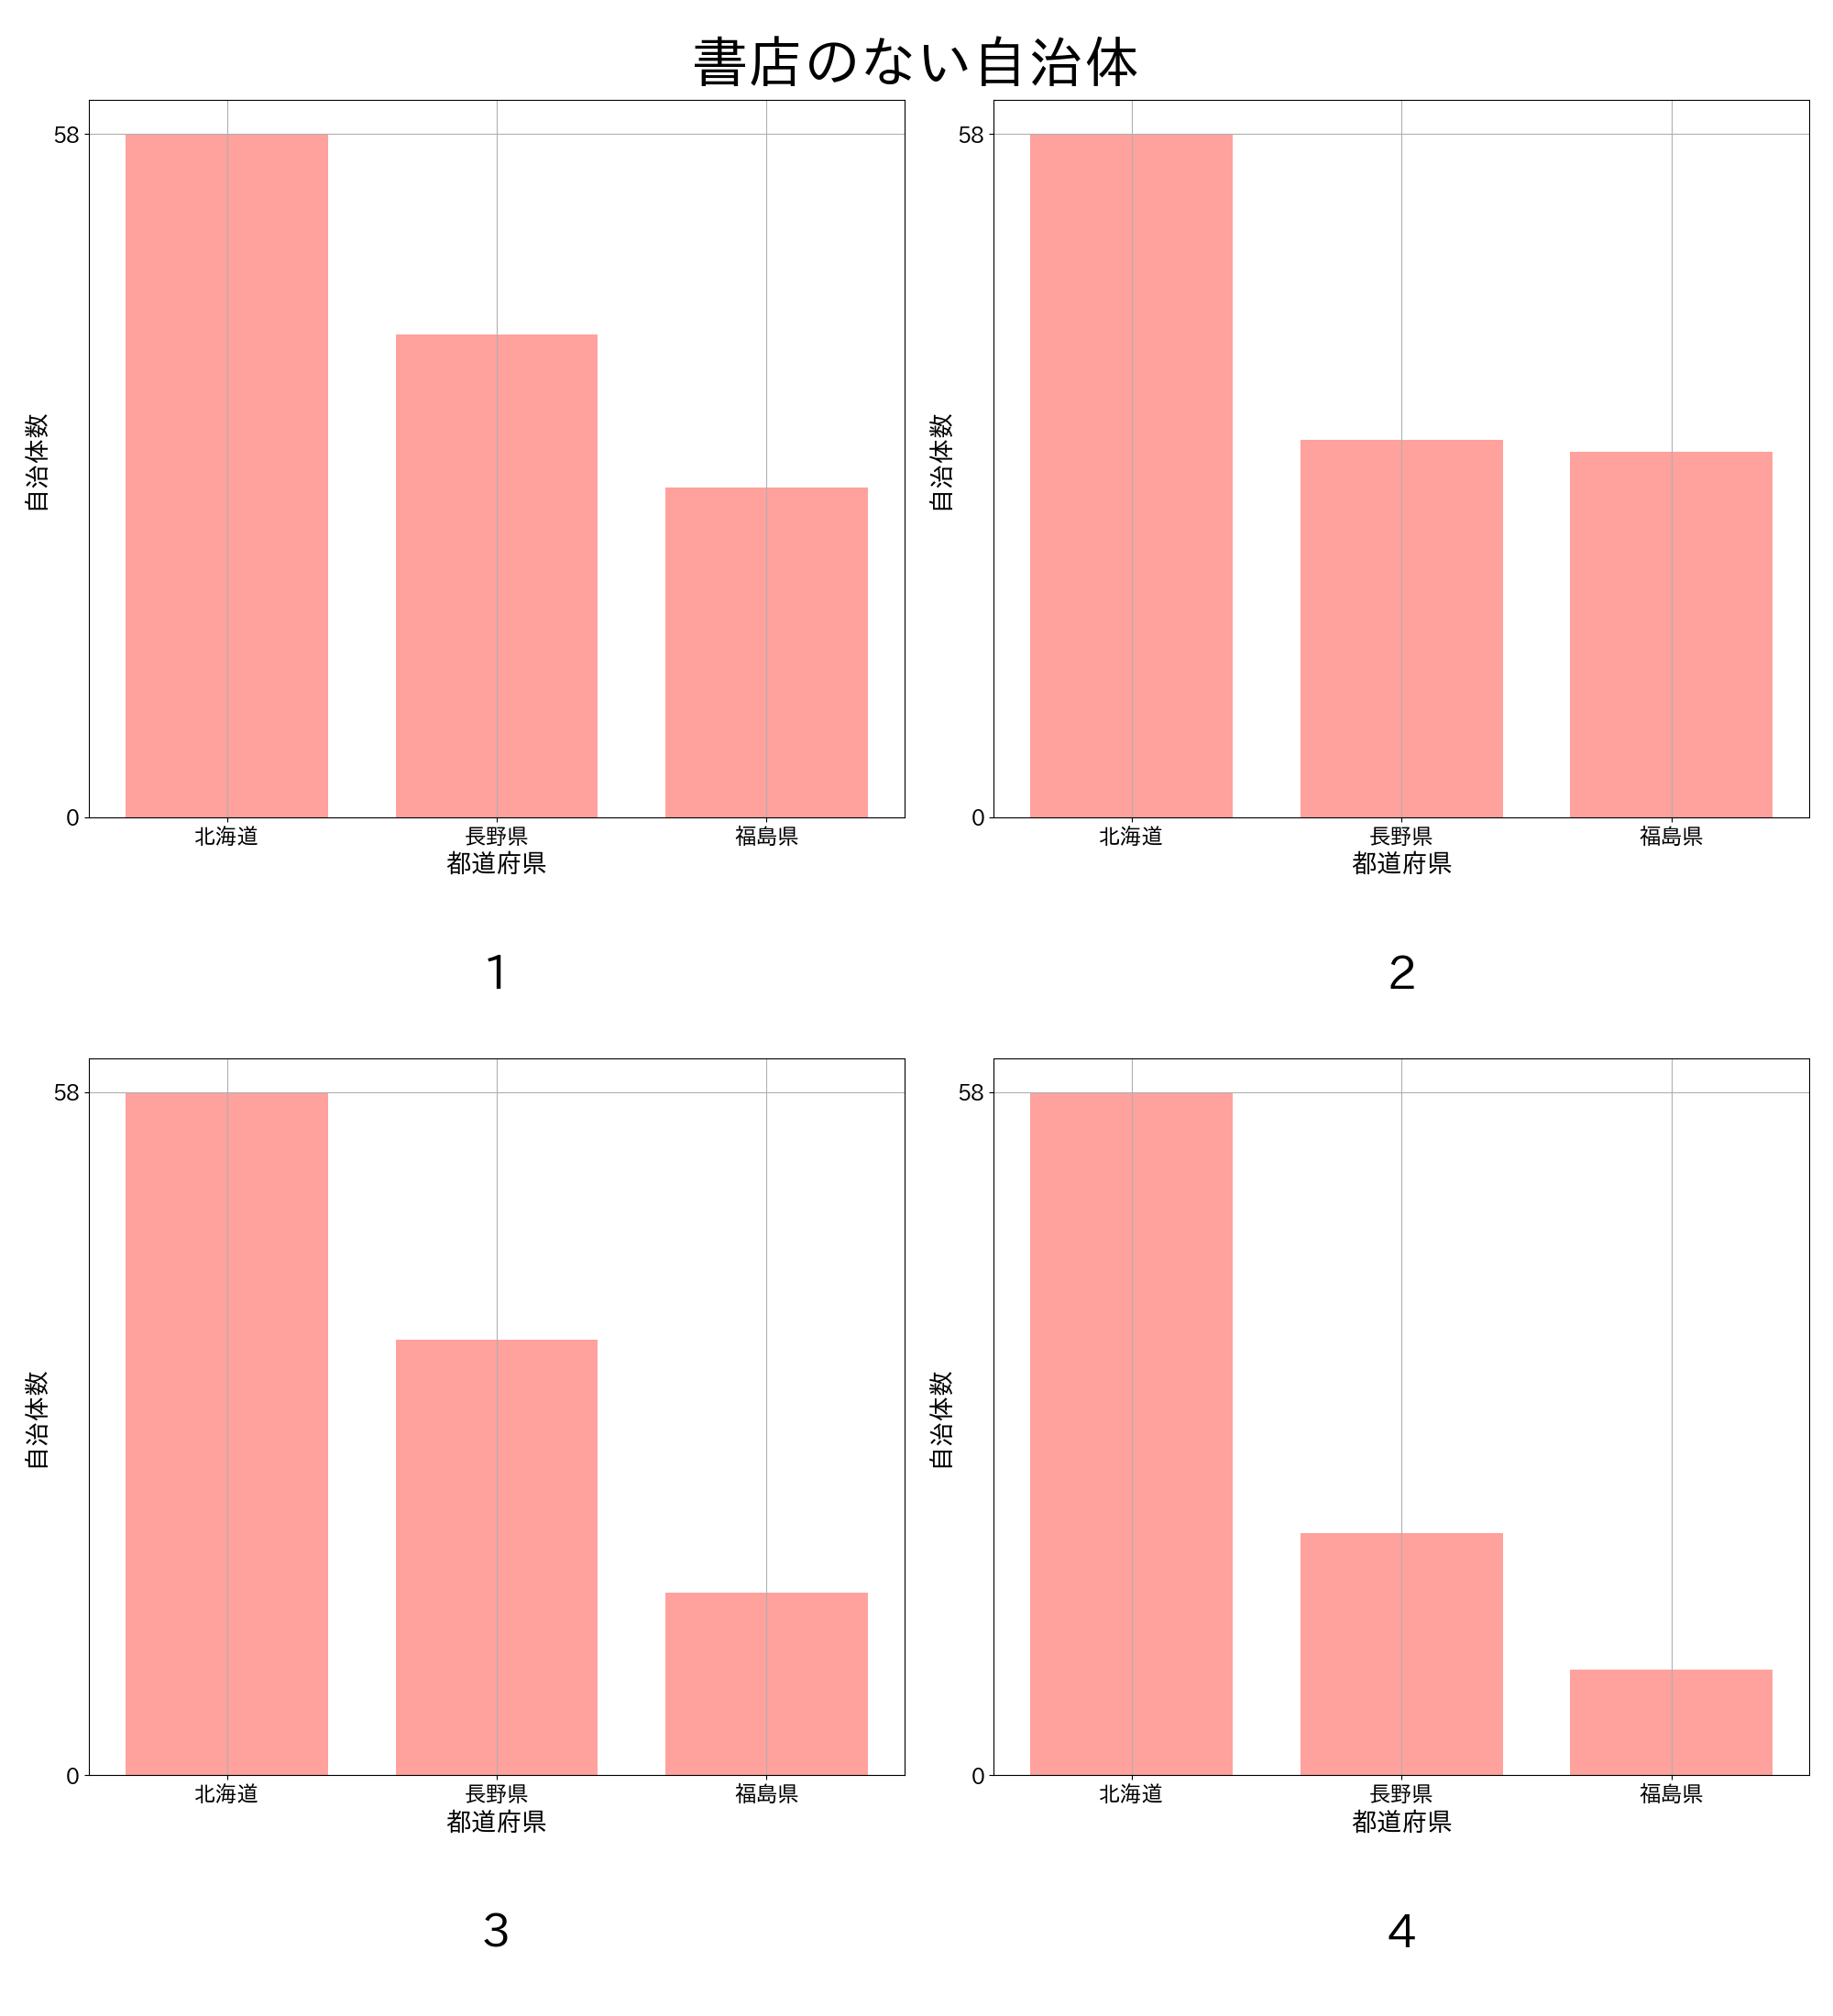 書店のない自治体
58
0
自治体数
北海道 長野県 福島県
都道府県
1
58
0
自治体数
北海道 長野県 福島県
都道府県
2
58
0
自治体数
北海道 長野県 福島県
都道府県
3
58
0
自治体数
北海道 長野県 福島県
都道府県
4